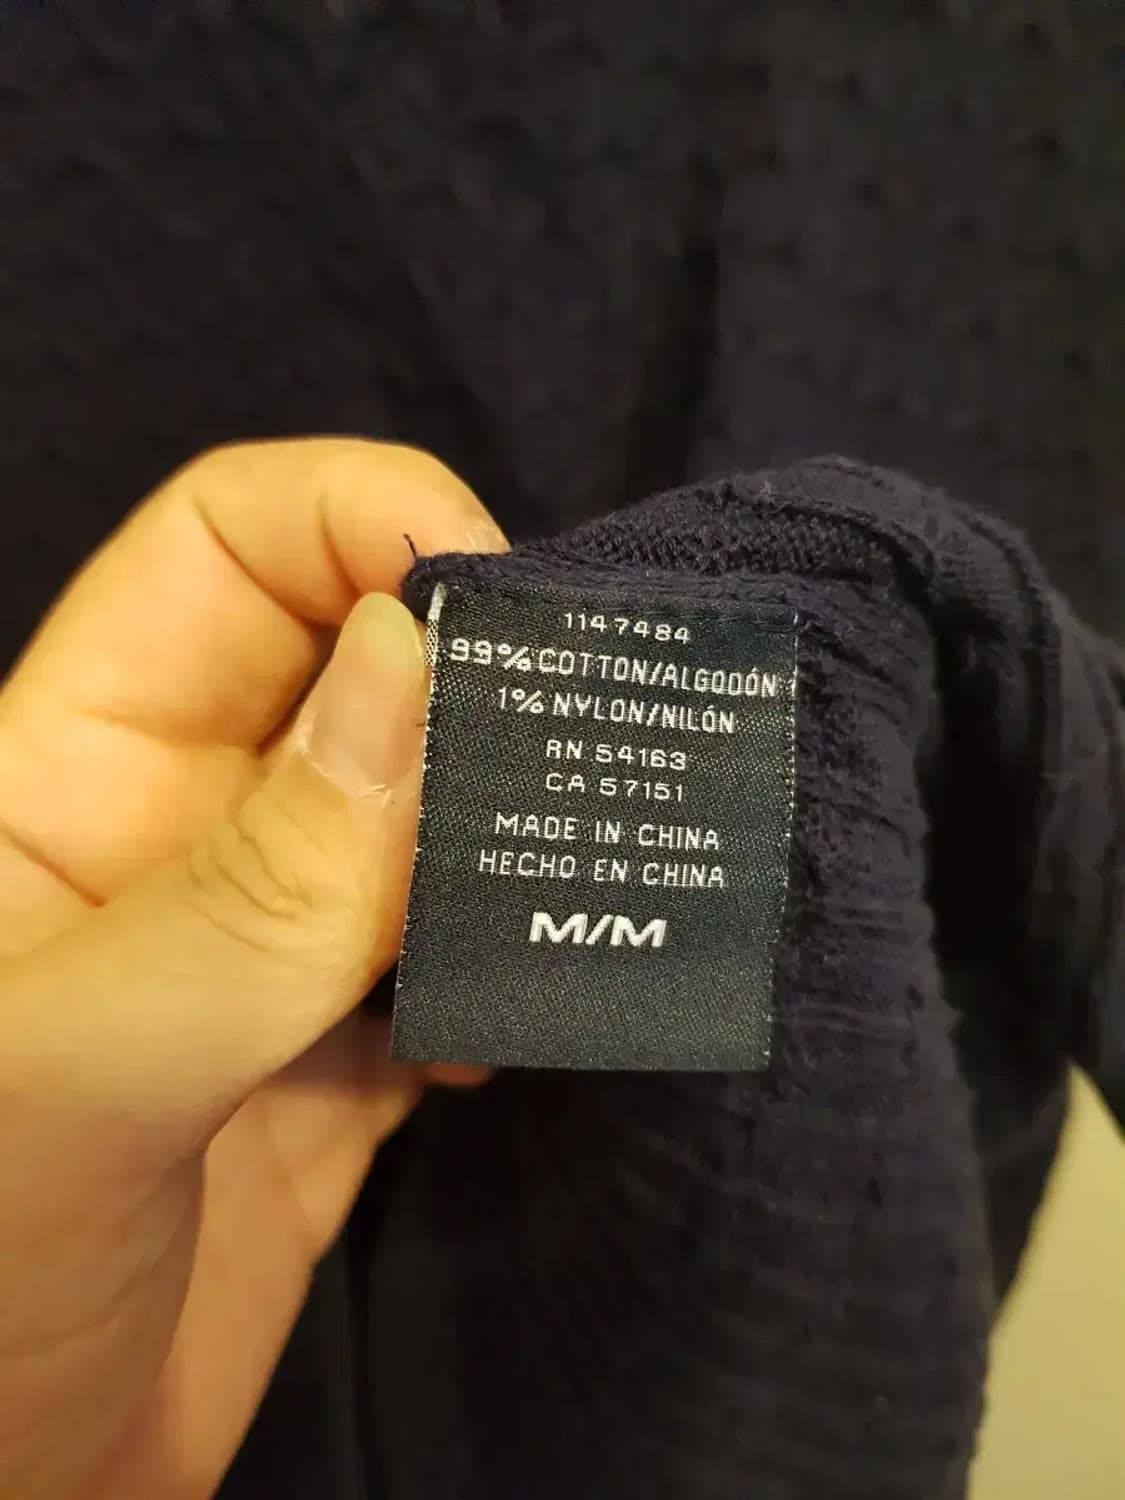 1147484
99% COTTON/ALGODÓN
1% NYLON/NILÓN
RN 54163
CA 57151
MADE IN CHINA
HECHO EN CHINA
M/M